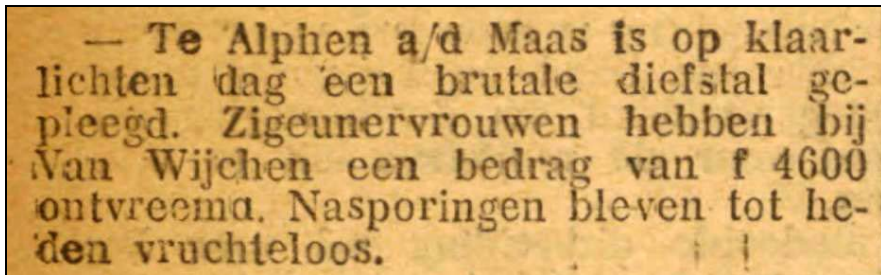 — Te Alphen a/d Maas is op klaar-
lichten dag een brutale diefstal ge-
pleegd. Zigeunervrouwen hebben bij
Van Wijchen een bedrag van f 4600
ontvreemd. Nasporingen bleven tot he-
den vruchteloos.